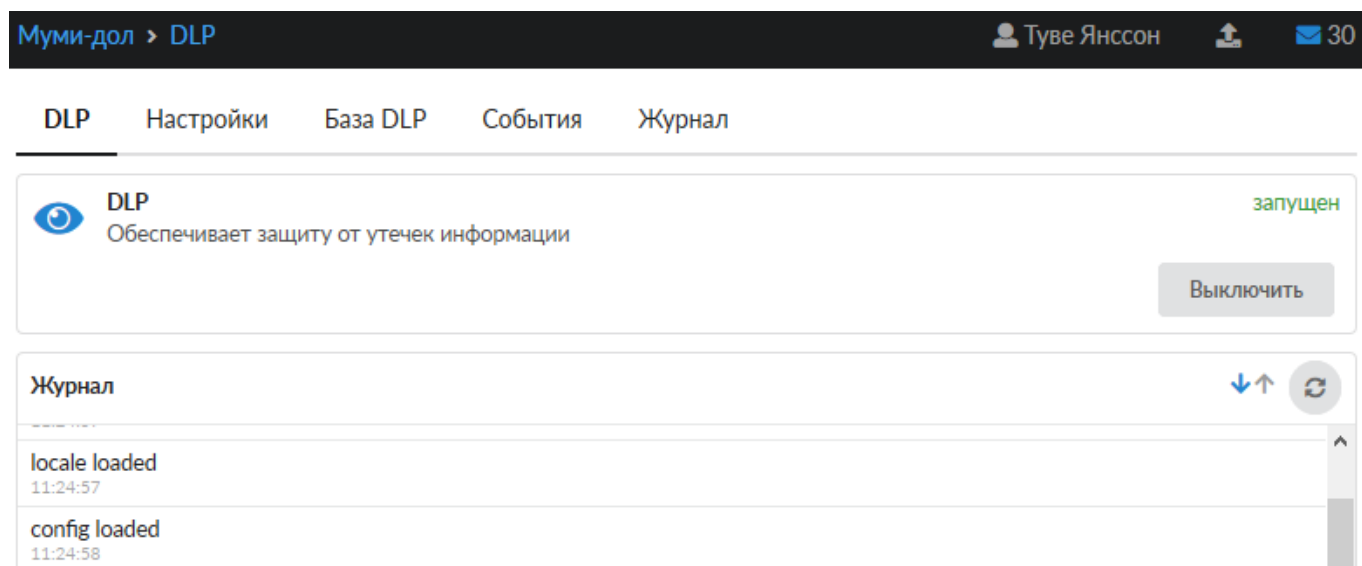 Муми-дол > DLP Туве Янссон 30
DLP Настройки База DLP События Журнал
DLP запущен
Обеспечивает защиту от утечек информации
Выключить
Журнал
locale loaded
11:24:57
config loaded
11:24:58